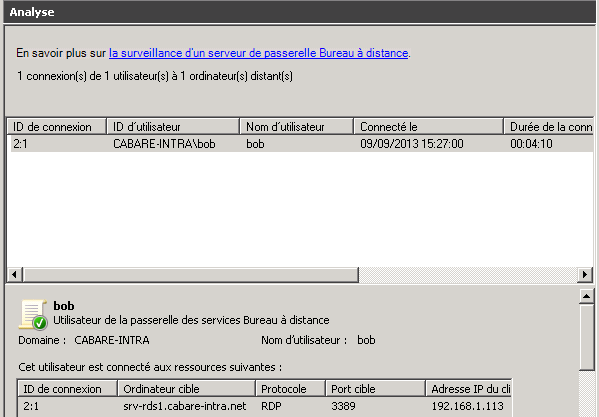 Analyse
En savoir plus sur la surveillance d'un serveur de passerelle Bureau à distance.
1 connexion(s) de 1 utilisateur(s) à 1 ordinateur(s) distant(s)
ID de connexion ID d'utilisateur Nom d'utilisateur Connecté le Durée de la conn
2:1 CABARE-INTRA\bob bob 09/09/2013 15:27:00 00:04:10
bob
Utilisateur de la passerelle des services Bureau à distance
Domaine : CABARE-INTRA Nom d'utilisateur : bob
Cet utilisateur est connecté aux ressources suivantes :
ID de connexion Ordinateur cible Protocole Port cible Adresse IP du cli
2:1 srv-rds1.cabare-intra.net RDP 3389 192.168.1.113